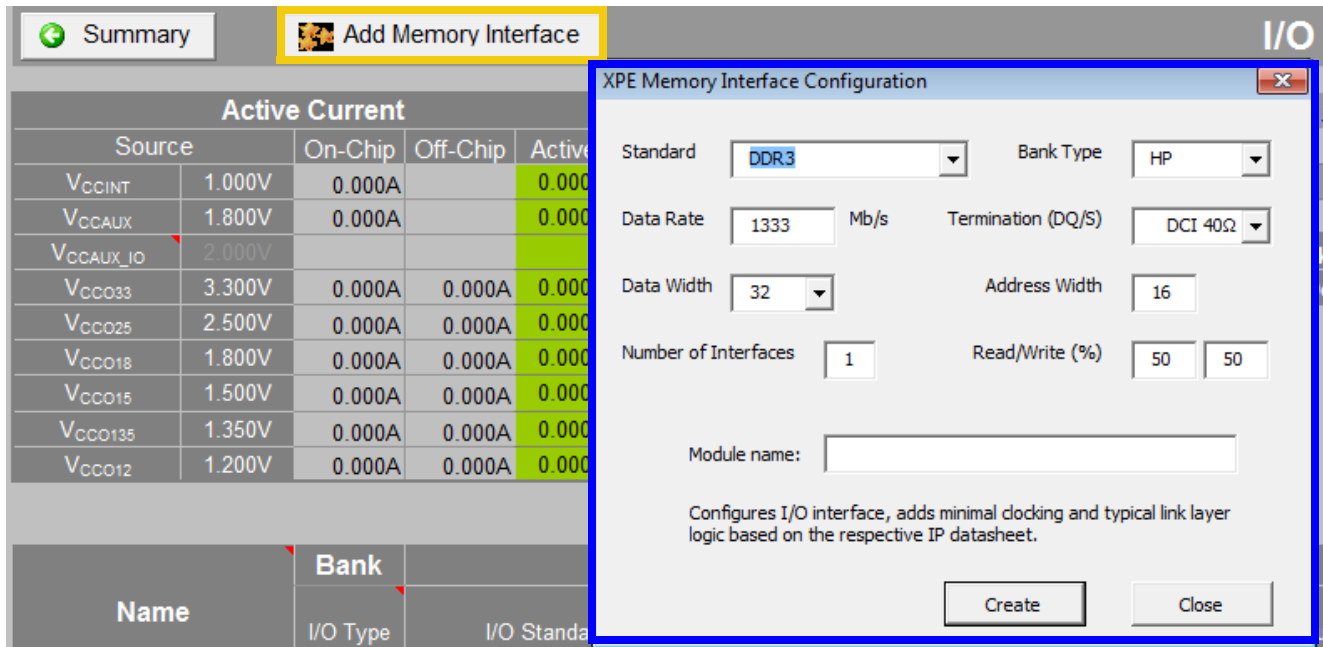 Summary
Add Memory Interface
I/O
XPE Memory Interface Configuration
Active Current
Source On-Chip Off-Chip Active
VCCINT 1.000V 0.000A 0.000
VCCAUX 1.800V 0.000A 0.000
VCCAUX_IO 2.000V
VCCO33 3.300V 0.000A 0.000A 0.000
VCCO25 2.500V 0.000A 0.000A 0.000
VCCO18 1.800V 0.000A 0.000A 0.000
VCCO15 1.500V 0.000A 0.000A 0.000
VCCO135 1.350V 0.000A 0.000A 0.000
VCCO12 1.200V 0.000A 0.000A 0.000
Bank
Name
I/O Type I/O Standa
Standard DDR3 Bank Type HP
Data Rate 1333 Mb/s Termination (DQ/S) DCI 40Ω
Data Width 32 Address Width 16
Number of Interfaces 1 Read/Write (%) 50 50
Module name:
Configures I/O interface, adds minimal clocking and typical link layer
logic based on the respective IP datasheet.
Create Close